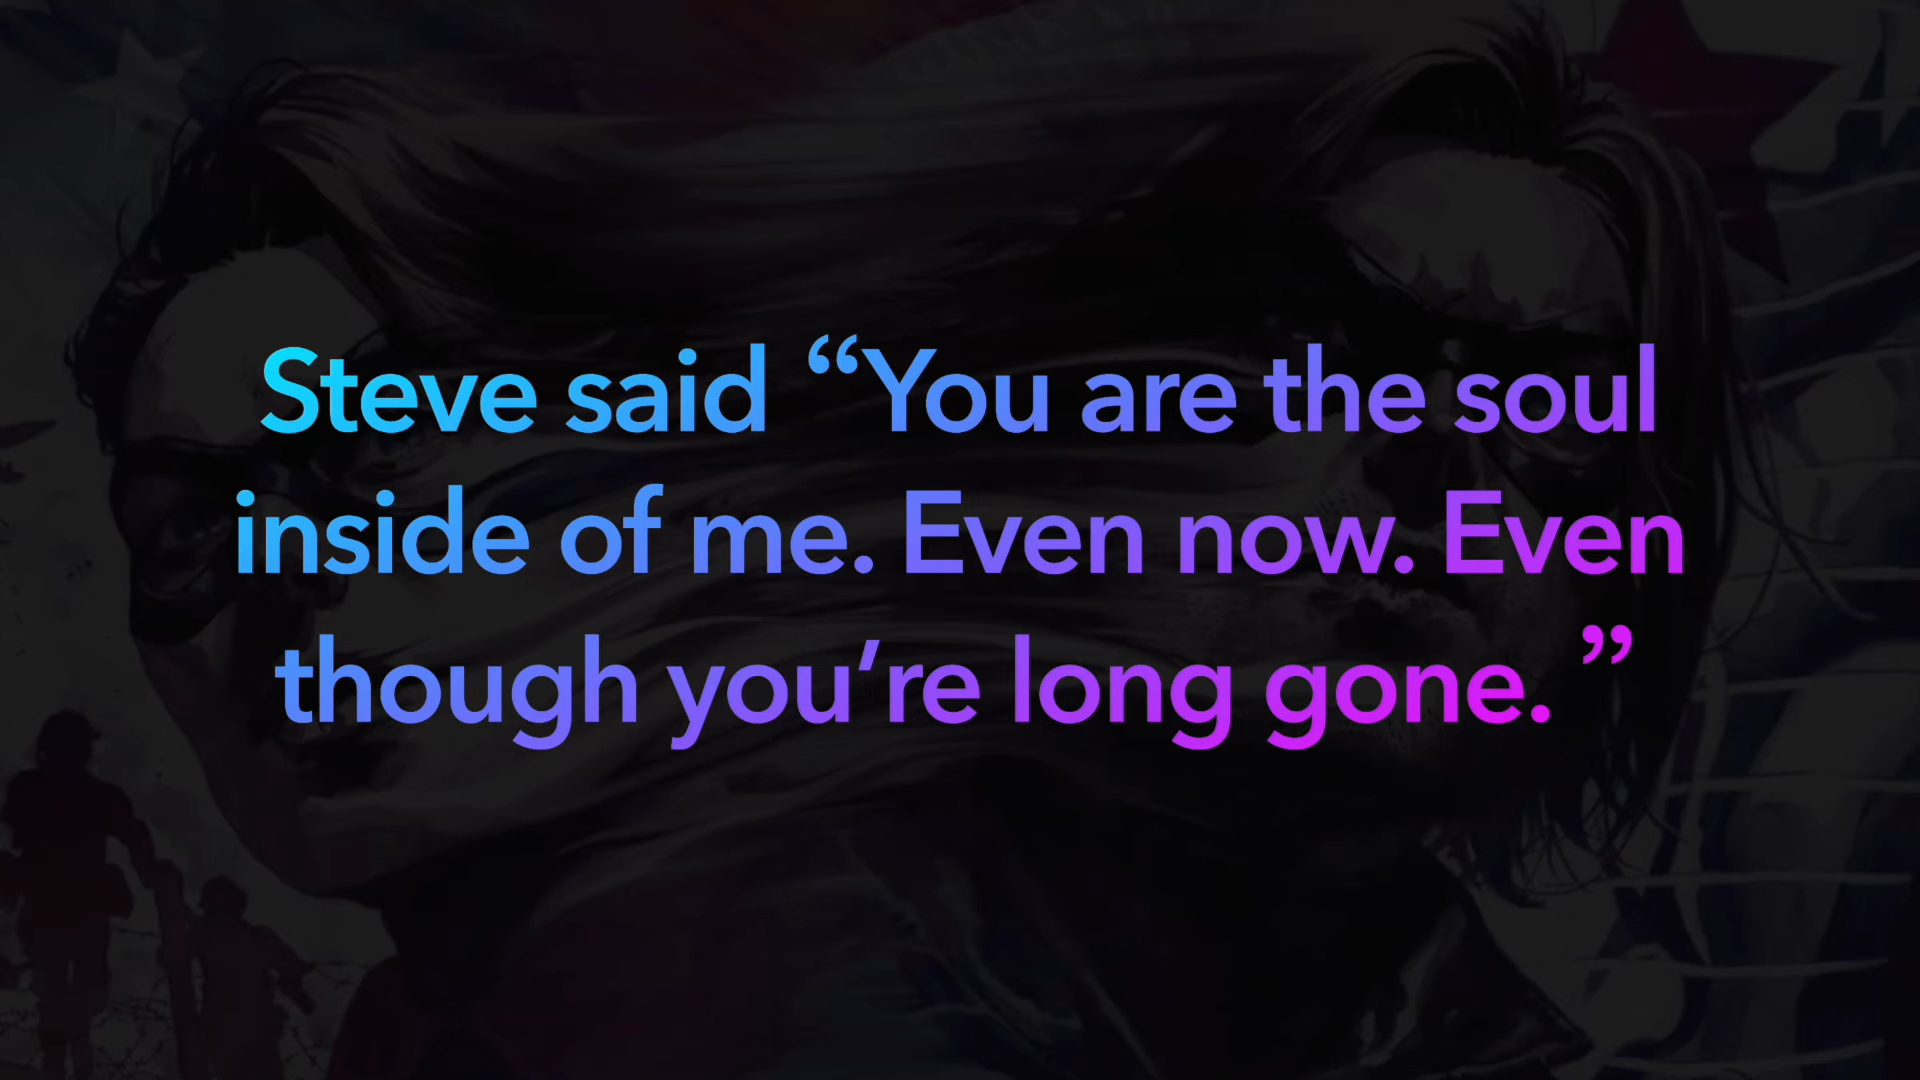 Steve said “You are the soul
inside of me. Even now. Even
though you’re long gone.”